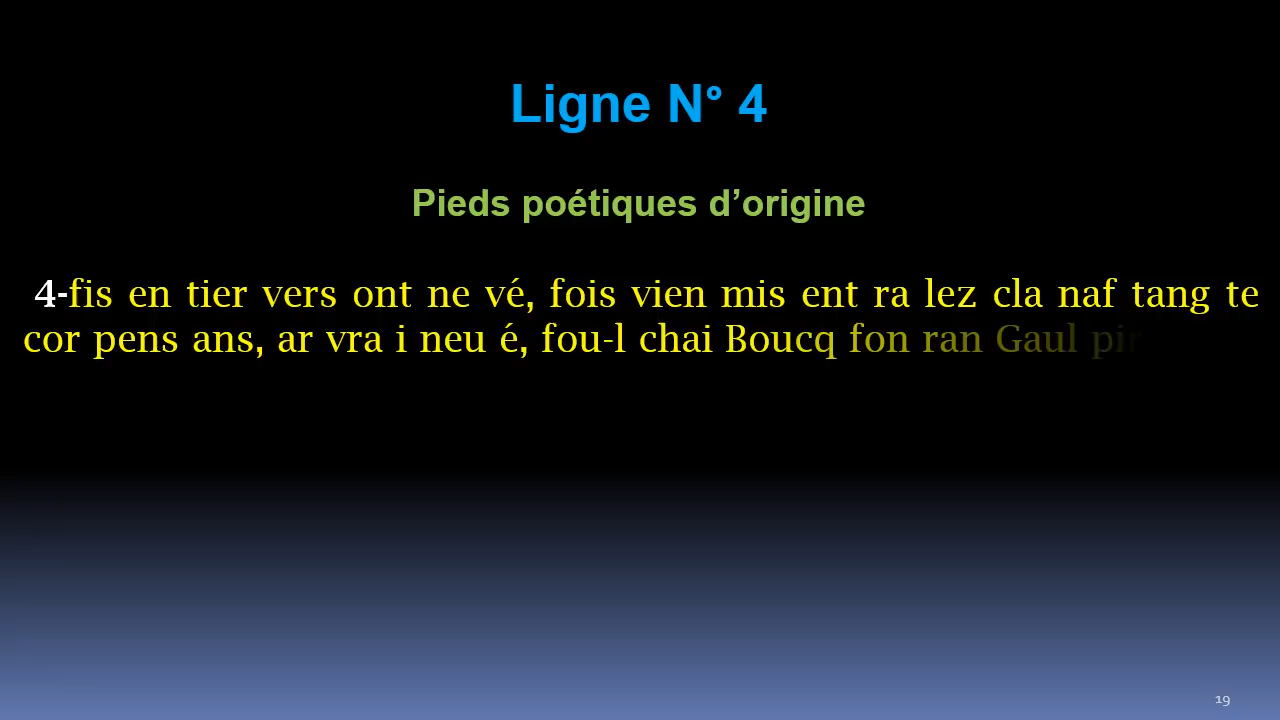 Ligne N° 4
Pieds poétiques d’origine
4-fis en tier vers ont ne vé, fois vien mis ent ra lez cla naf tang te
cor pens ans, ar vra i neu é, fou-l chai Boucq fon ran Gaul
19